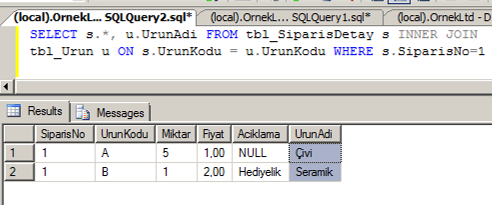 (local).OrnekL... SQLQuery2.sql* (local).OrnekL... SQLQuery1.sql* (local).OrnekLtd - D
SELECT s.*, u.UrunAdi FROM tbl_SiparisDetay s INNER JOIN
tbl_Urun u ON s.UrunKodu = u.UrunKodu WHERE s.SiparisNo=1
Results Messages
SiparisNo UrunKodu Miktar Fiyat Aciklama UrunAdi
1 1 A 5 1,00 NULL Çivi
2 1 B 1 2,00 Hediyelik Seramik